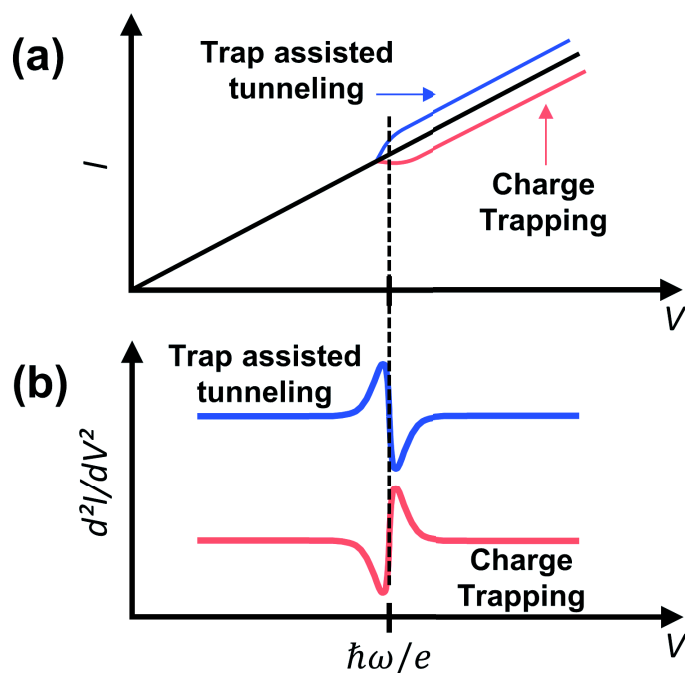 (a)
Trap assisted
tunneling
I
Charge
Trapping
V
(b)
Trap assisted
tunneling
d²I/dV²
Charge
Trapping
V
ħω/e